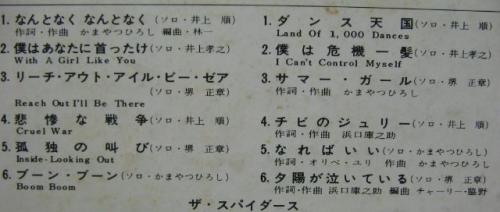 1. なんとなく なんとなく (ソロ・井上 順)
作詞・作曲 かまやつひろし 編曲・林一
2. 僕はあなたに首ったけ (ソロ・井上孝之)
With A Girl Like You
3. リーチ・アウト・アイル・ビー・ゼア
(ソロ・堺 正章)
Reach Out I'll Be There
4. 悲惨な戦争 (ソロ・井上 順)
Cruel War
5. 孤独の叫び (ソロ・堺 正章)
Inside-Looking Out
6. ブーン・ブーン (ソロ・かまやつひろし)
Boom Boom
1. ダンス天国 (ソロ・井上 順)
Land Of 1,000 Dances
2. 僕は危機一髪 (ソロ・井上孝之)
I Can't Control Myself
3. サマー・ガール (ソロ・堺 正章)
作詞・作曲 かまやつひろし
4. チビのジュリー (ソロ・井上 順)
作詞・作曲 浜口庫之助
5. なればいい (ソロ・かまやつひろし)
作詞・オリベ・ユリ 作曲 かまやつひろし
6. 夕陽が泣いている (ソロ・堺 正章)
作詞・作曲 浜口庫之助 編曲 チャーリー・脇野
ザ・スパイダース